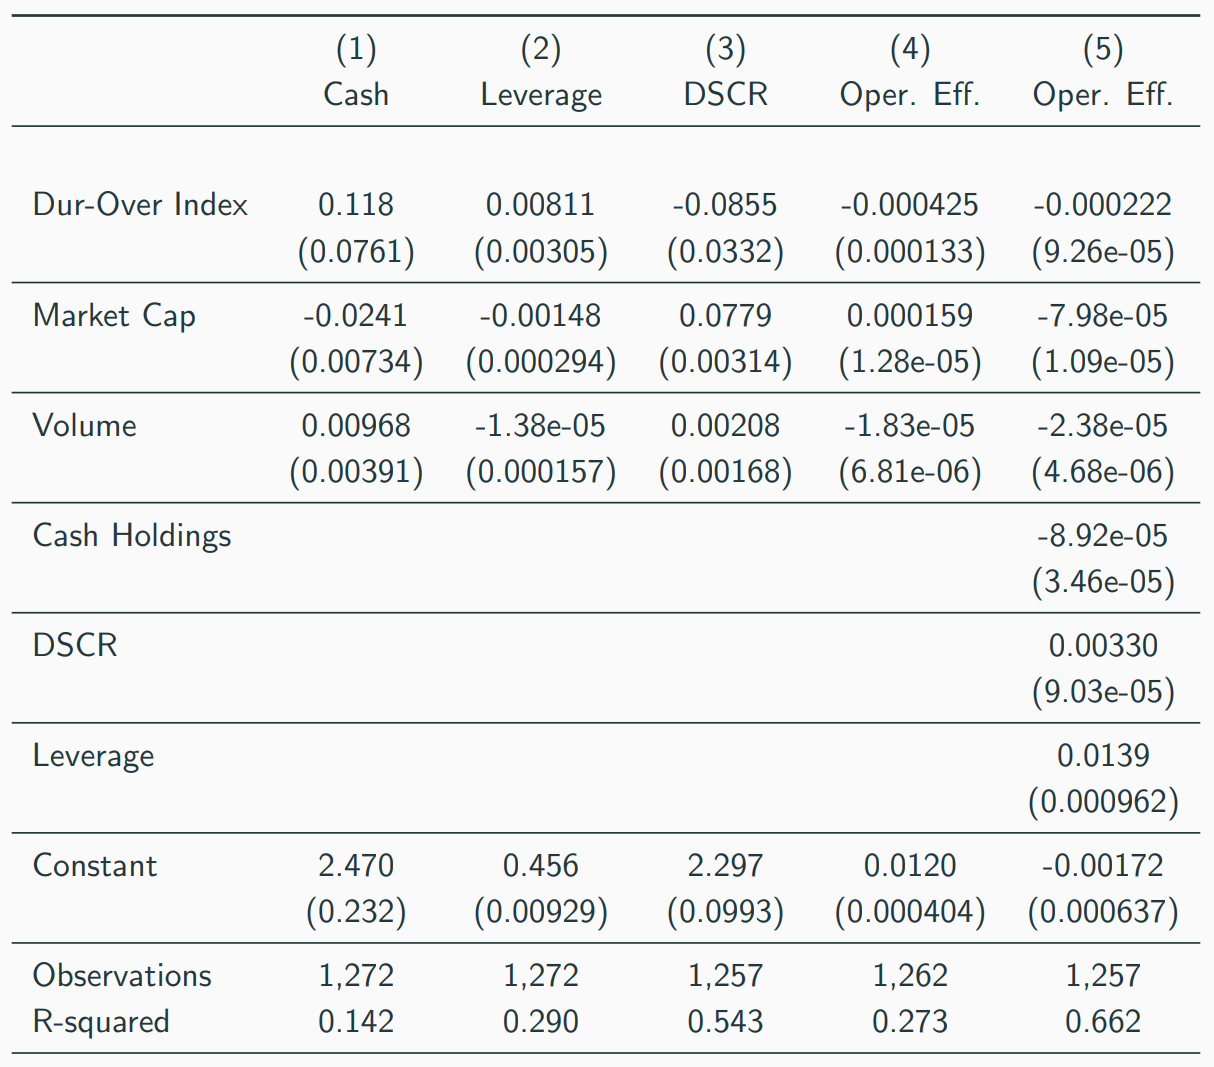 (1) (2) (3) (4) (5)
Cash Leverage DSCR Oper. Eff. Oper. Eff.
Dur-Over Index 0.118 0.00811 -0.0855 -0.000425 -0.000222
(0.0761) (0.00305) (0.0332) (0.000133) (9.26e-05)
Market Cap -0.0241 -0.00148 0.0779 0.000159 -7.98e-05
(0.00734) (0.000294) (0.00314) (1.28e-05) (1.09e-05)
Volume 0.00968 -1.38e-05 0.00208 -1.83e-05 -2.38e-05
(0.00391) (0.000157) (0.00168) (6.81e-06) (4.68e-06)
Cash Holdings -8.92e-05
(3.46e-05)
DSCR 0.00330
(9.03e-05)
Leverage 0.0139
(0.000962)
Constant 2.470 0.456 2.297 0.0120 -0.00172
(0.232) (0.00929) (0.0993) (0.000404) (0.000637)
Observations 1,272 1,272 1,257 1,262 1,257
R-squared 0.142 0.290 0.543 0.273 0.662